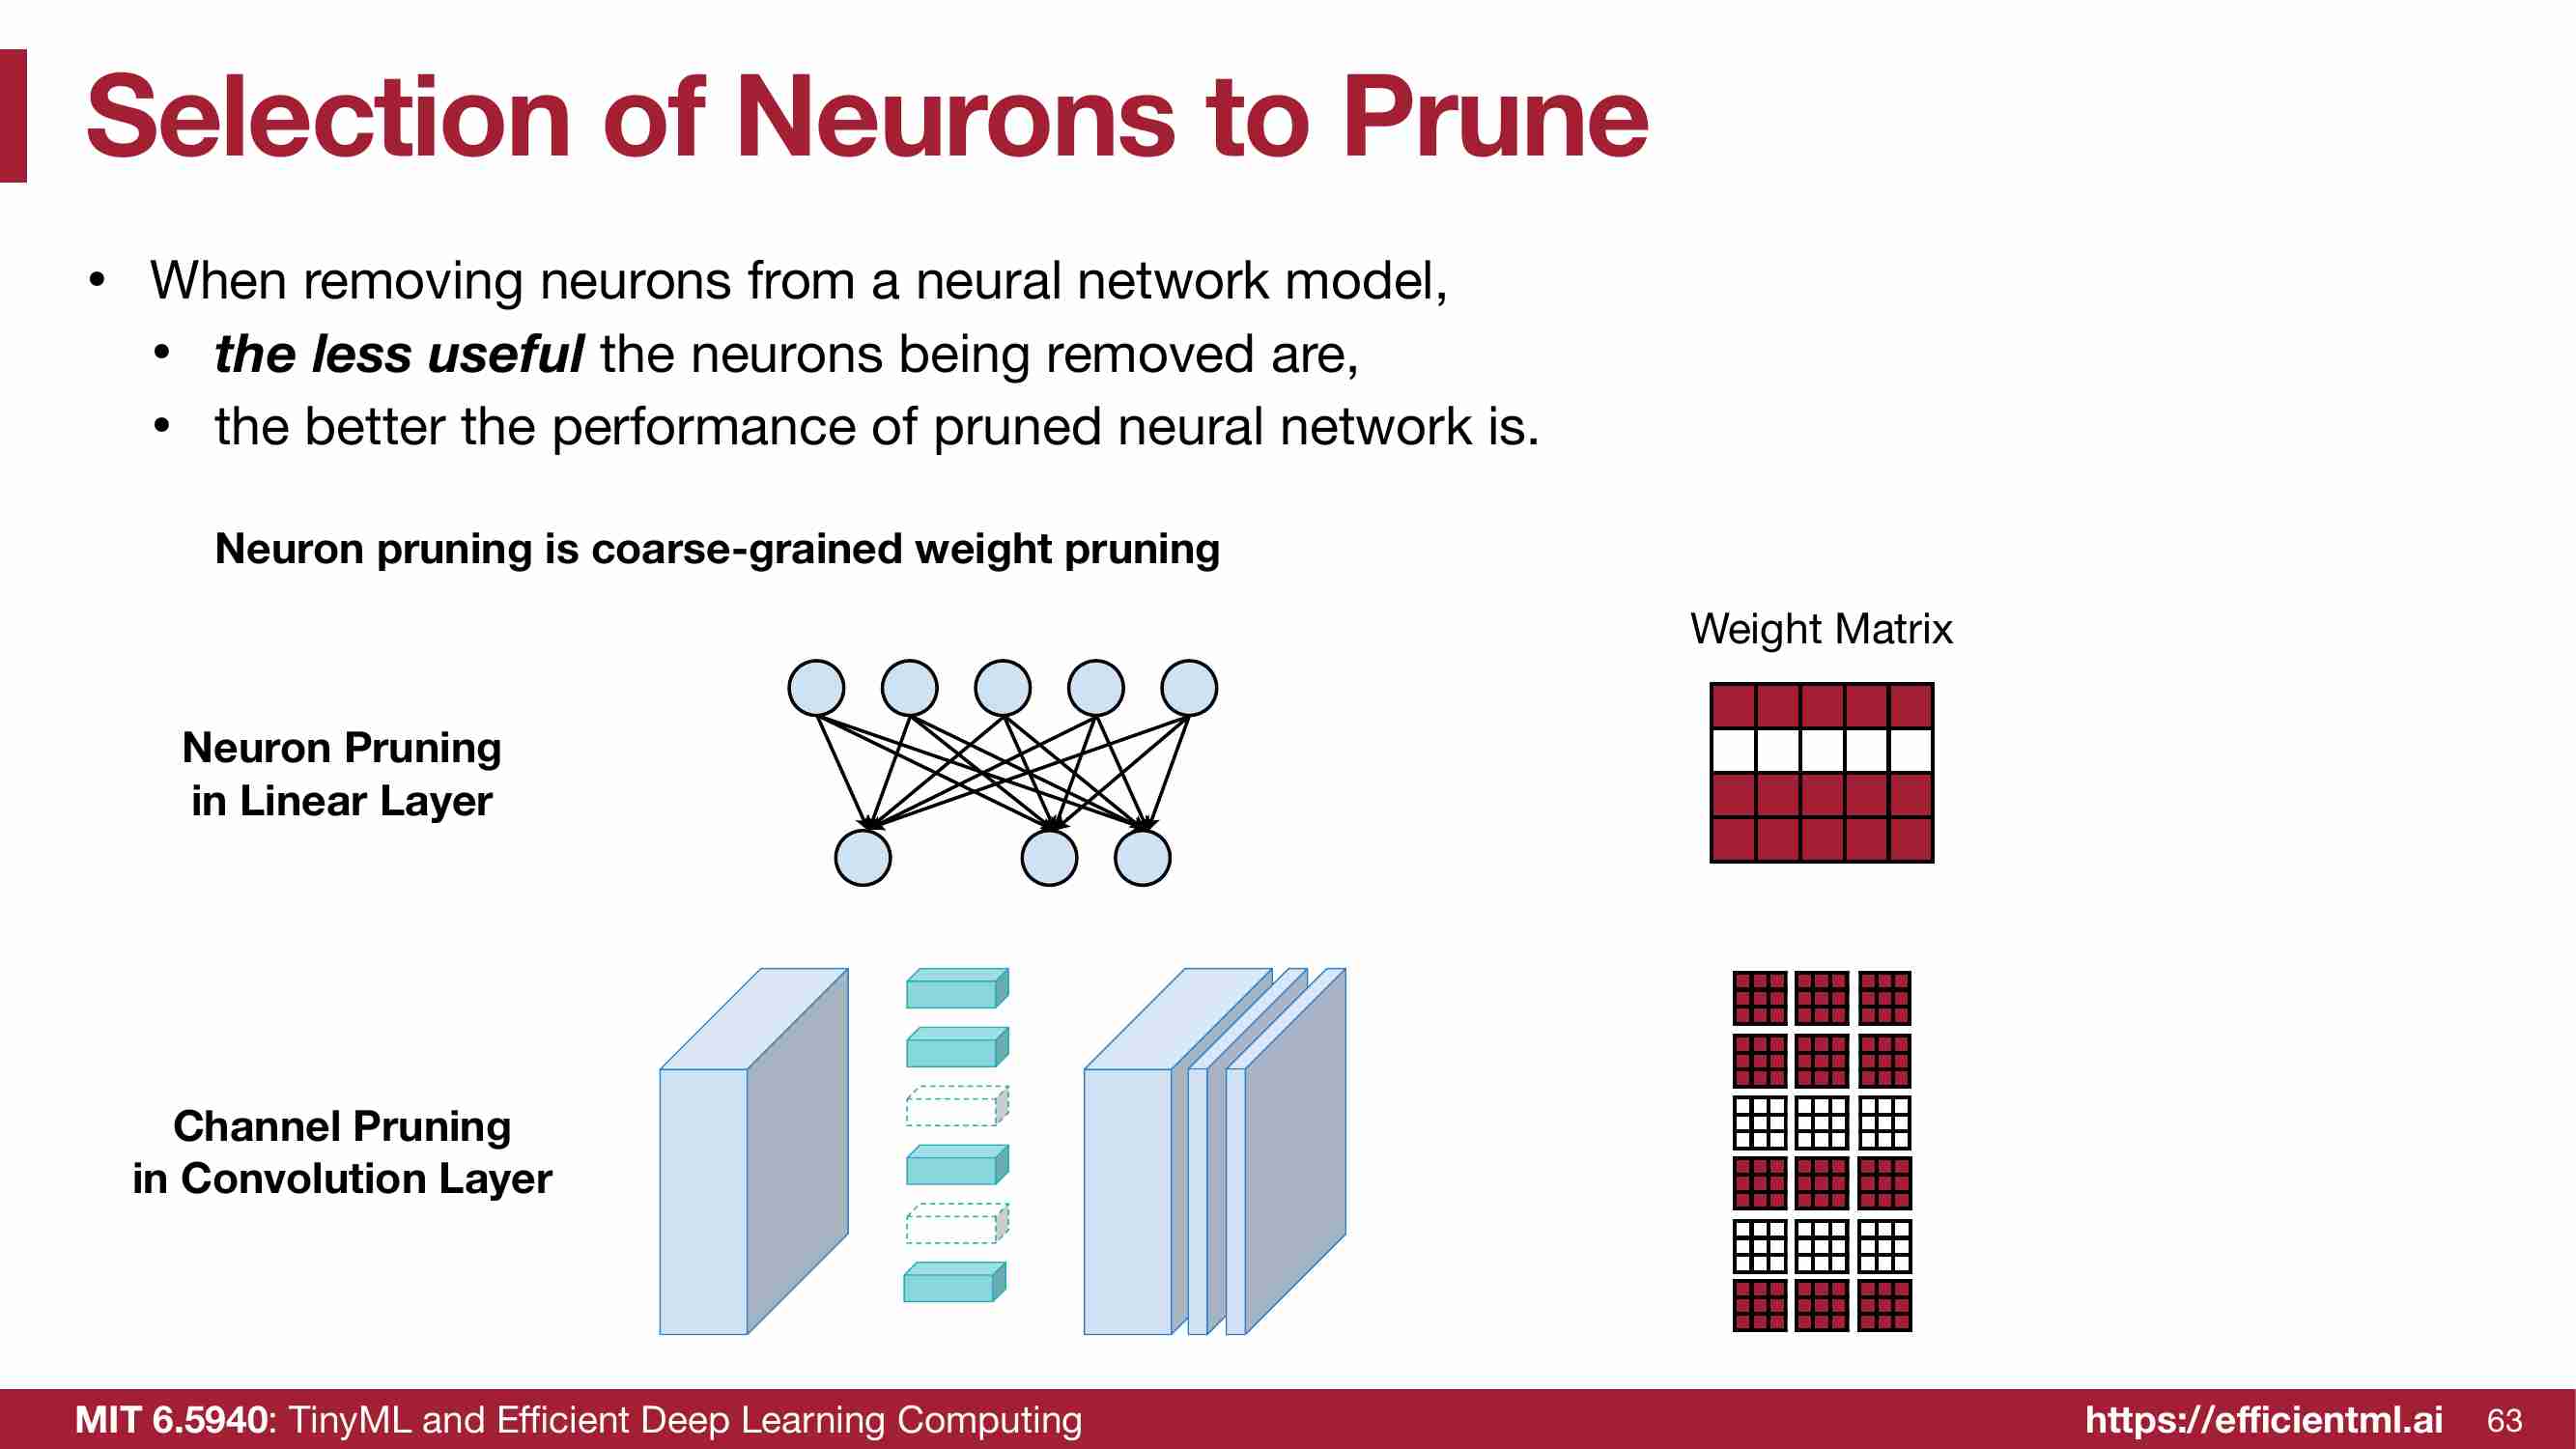 Selection of Neurons to Prune
• When removing neurons from a neural network model,
• the less useful the neurons being removed are,
• the better the performance of pruned neural network is.
Neuron pruning is coarse-grained weight pruning
Weight Matrix
Neuron Pruning
in Linear Layer
Channel Pruning
in Convolution Layer
MIT 6.5940: TinyML and Efficient Deep Learning Computing
https://efficientml.ai 63